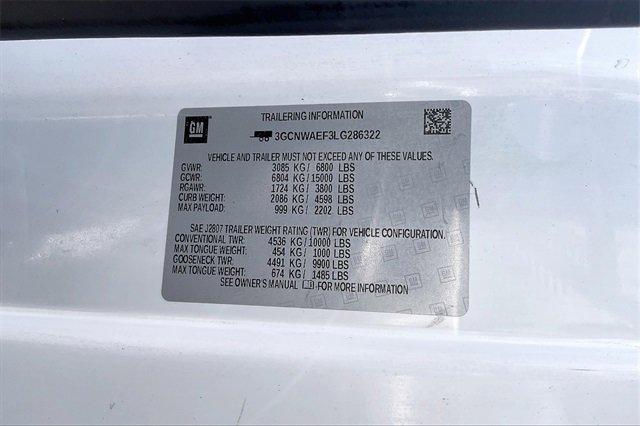 GM
TRAILERING INFORMATION
3GCNWAEF3LG286322
VEHICLE AND TRAILER MUST NOT EXCEED ANY OF THESE VALUES.
GVWR: 3085 KG/ 6800 LBS
GCWR: 6804 KG/15000 LBS
RGAWR: 1724 KG/ 3800 LBS
CURB WEIGHT: 2086 KG/ 4598 LBS
MAX PAYLOAD: 999 KG/ 2202 LBS
SAE J2807 TRAILER WEIGHT RATING (TWR) FOR VEHICLE CONFIGURATION.
CONVENTIONAL TWR: 4536 KG/10000 LBS
MAX TONGUE WEIGHT: 454 KG/ 1000 LBS
GOOSENECK TWR: 4491 KG/ 9900 LBS
MAX TONGUE WEIGHT: 674 KG/ 1485 LBS
SEE OWNER'S MANUAL FOR MORE INFORMATION